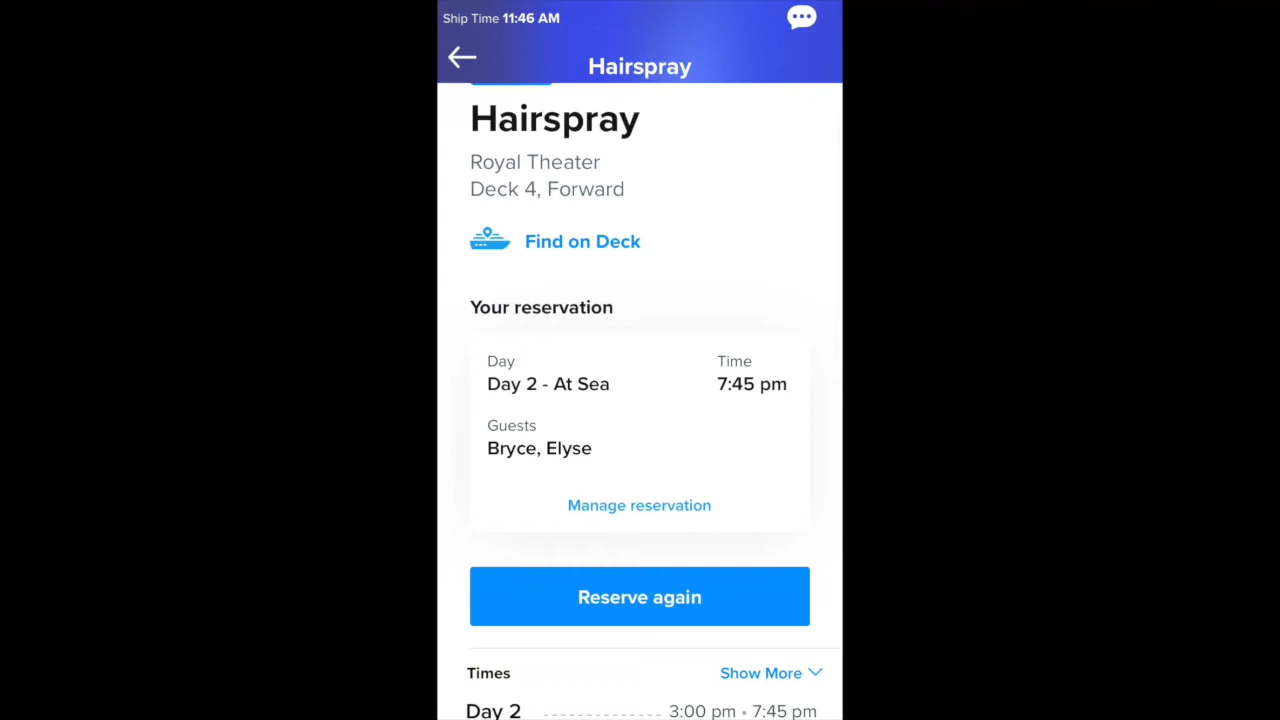 Ship Time 11:46 AM
Hairspray
Hairspray
Royal Theater
Deck 4, Forward
Find on Deck
Your reservation
Day Time
Day 2 - At Sea 7:45 pm
Guests
Bryce, Elyse
Manage reservation
Reserve again
Times Show More
Day 2 3:00 pm • 7:45 pm